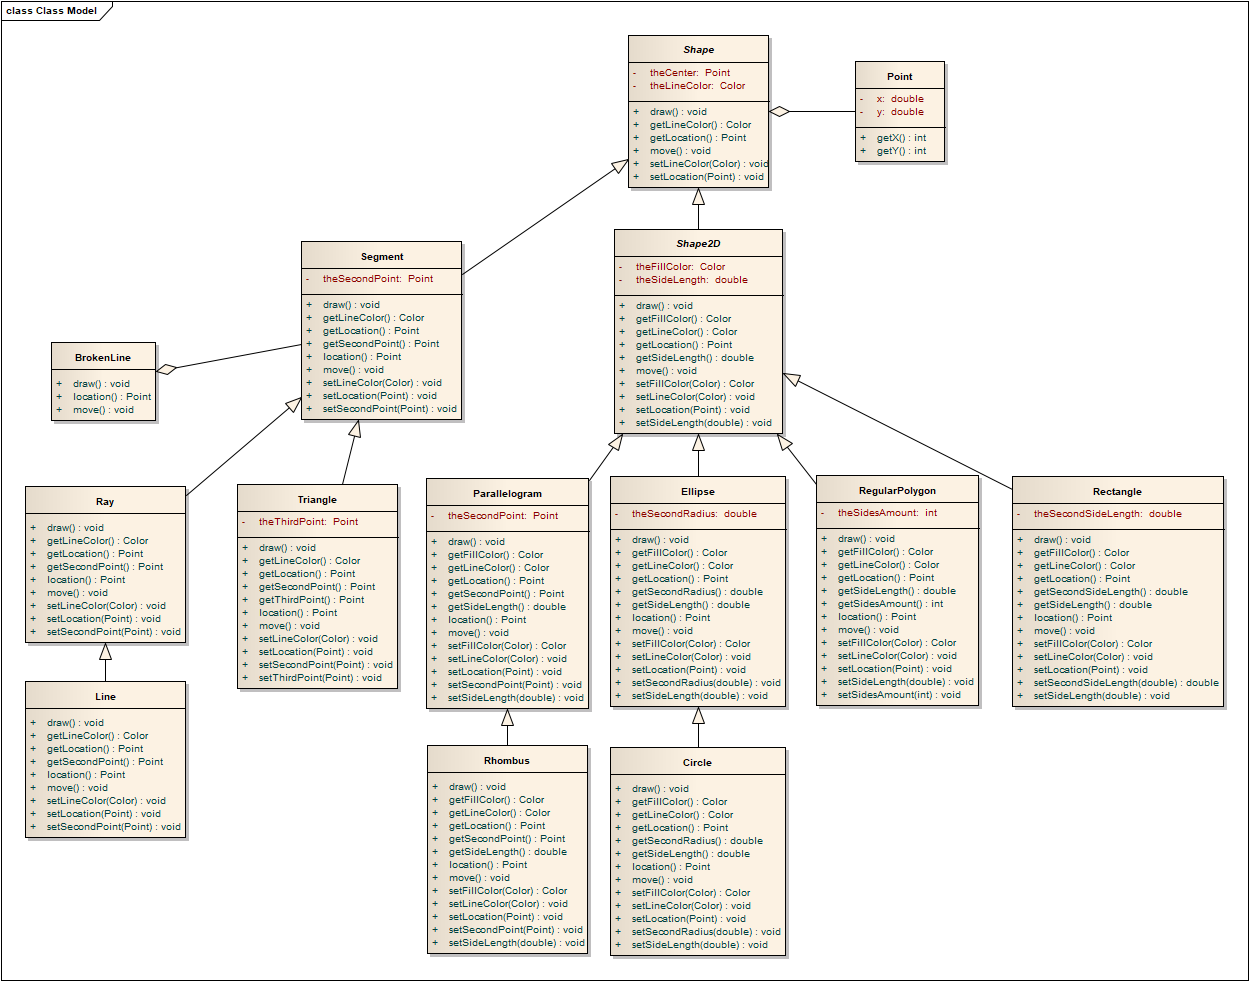 class Class Model
Shape
- theCenter: Point
- theLineColor: Color
+ draw() : void
+ getLineColor() : Color
+ getLocation() : Point
+ move() : void
+ setLineColor(Color) : void
+ setLocation(Point) : void
Point
- x: double
- y: double
+ getX() : int
+ getY() : int
Segment
- theSecondPoint: Point
+ draw() : void
+ getLineColor() : Color
+ getLocation() : Point
+ getSecondPoint() : Point
+ location() : Point
+ move() : void
+ setLineColor(Color) : void
+ setLocation(Point) : void
+ setSecondPoint(Point) : void
Shape2D
- theFillColor: Color
- theSideLength: double
+ draw() : void
+ getFillColor() : Color
+ getLineColor() : Color
+ getLocation() : Point
+ getSideLength() : double
+ move() : void
+ setFillColor(Color) : Color
+ setLineColor(Color) : void
+ setLocation(Point) : void
+ setSideLength(double) : void
BrokenLine
+ draw() : void
+ location() : Point
+ move() : void
Ray
+ draw() : void
+ getLineColor() : Color
+ getLocation() : Point
+ getSecondPoint() : Point
+ location() : Point
+ move() : void
+ setLineColor(Color) : void
+ setLocation(Point) : void
+ setSecondPoint(Point) : void
Triangle
- theThirdPoint: Point
+ draw() : void
+ getLineColor() : Color
+ getLocation() : Point
+ getSecondPoint() : Point
+ getThirdPoint() : Point
+ location() : Point
+ move() : void
+ setLineColor(Color) : void
+ setLocation(Point) : void
+ setSecondPoint(Point) : void
+ setThirdPoint(Point) : void
Parallelogram
- theSecondPoint: Point
+ draw() : void
+ getFillColor() : Color
+ getLineColor() : Color
+ getLocation() : Point
+ getSecondPoint() : Point
+ getSideLength() : double
+ location() : Point
+ move() : void
+ setFillColor(Color) : Color
+ setLineColor(Color) : void
+ setLocation(Point) : void
+ setSecondPoint(Point) : void
+ setSideLength(double) : void
Ellipse
- theSecondRadius: double
+ draw() : void
+ getFillColor() : Color
+ getLineColor() : Color
+ getLocation() : Point
+ getSecondRadius() : double
+ getSideLength() : double
+ location() : Point
+ move() : void
+ setFillColor(Color) : Color
+ setLineColor(Color) : void
+ setLocation(Point) : void
+ setSecondRadius(double) : void
+ setSideLength(double) : void
RegularPolygon
- theSidesAmount: int
+ draw() : void
+ getFillColor() : Color
+ getLineColor() : Color
+ getLocation() : Point
+ getSideLength() : double
+ getSidesAmount() : int
+ location() : Point
+ move() : void
+ setFillColor(Color) : Color
+ setLineColor(Color) : void
+ setLocation(Point) : void
+ setSideLength(double) : void
+ setSidesAmount(int) : void
Rectangle
- theSecondSideLength: double
+ draw() : void
+ getFillColor() : Color
+ getLineColor() : Color
+ getLocation() : Point
+ getSecondSideLength() : double
+ getSideLength() : double
+ location() : Point
+ move() : void
+ setFillColor(Color) : Color
+ setLineColor(Color) : void
+ setLocation(Point) : void
+ setSecondSideLength(double) : double
+ setSideLength(double) : void
Line
+ draw() : void
+ getLineColor() : Color
+ getLocation() : Point
+ getSecondPoint() : Point
+ location() : Point
+ move() : void
+ setLineColor(Color) : void
+ setLocation(Point) : void
+ setSecondPoint(Point) : void
Rhombus
+ draw() : void
+ getFillColor() : Color
+ getLineColor() : Color
+ getLocation() : Point
+ getSecondPoint() : Point
+ getSideLength() : double
+ location() : Point
+ move() : void
+ setFillColor(Color) : Color
+ setLineColor(Color) : void
+ setLocation(Point) : void
+ setSecondPoint(Point) : void
+ setSideLength(double) : void
Circle
+ draw() : void
+ getFillColor() : Color
+ getLineColor() : Color
+ getLocation() : Point
+ getSecondRadius() : double
+ getSideLength() : double
+ location() : Point
+ move() : void
+ setFillColor(Color) : Color
+ setLineColor(Color) : void
+ setLocation(Point) : void
+ setSecondRadius(double) : void
+ setSideLength(double) : void